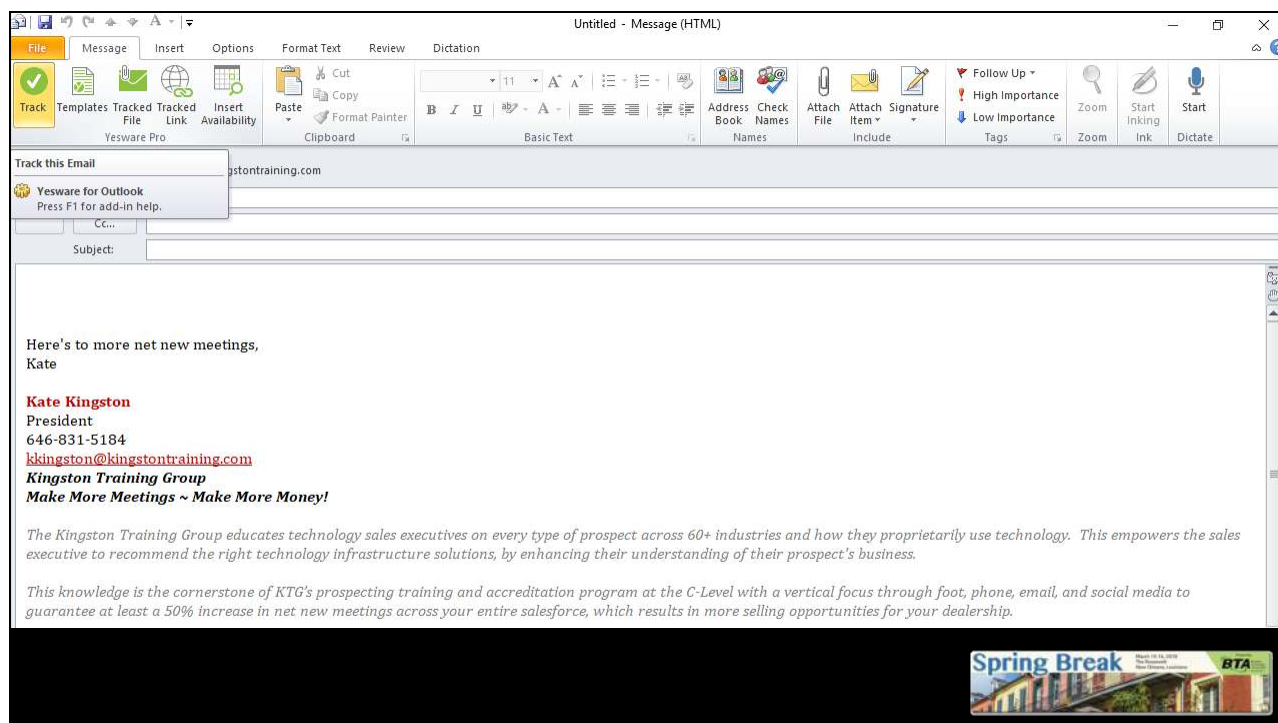 Untitled - Message (HTML)
File Message Insert Options Format Text Review Dictation
Track
Templates
Tracked File
Tracked Link
Insert Availability
Yesware Pro
Paste
Cut
Copy
Format Painter
Clipboard
11
B I U
Basic Text
Address Book
Check Names
Names
Attach File
Attach Item
Signature
Include
Follow Up
High Importance
Low Importance
Tags
Zoom
Zoom
Start Inking
Ink
Start
Dictate
Track this Email
Yesware for Outlook
Press F1 for add-in help.
gstontraining.com
Cc...
Subject:
Here's to more net new meetings,
Kate
Kate Kingston
President
646-831-5184
kkingston@kingstontraining.com
Kingston Training Group
Make More Meetings ~ Make More Money!
The Kingston Training Group educates technology sales executives on every type of prospect across 60+ industries and how they proprietarily use technology.  This empowers the sales
executive to recommend the right technology infrastructure solutions, by enhancing their understanding of their prospect's business.
This knowledge is the cornerstone of KTG's prospecting training and accreditation program at the C-Level with a vertical focus through foot, phone, email, and social media to
guarantee at least a 50% increase in net new meetings across your entire salesforce, which results in more selling opportunities for your dealership.
Spring Break
The Roosevelt
New Orleans, Louisiana
BTA